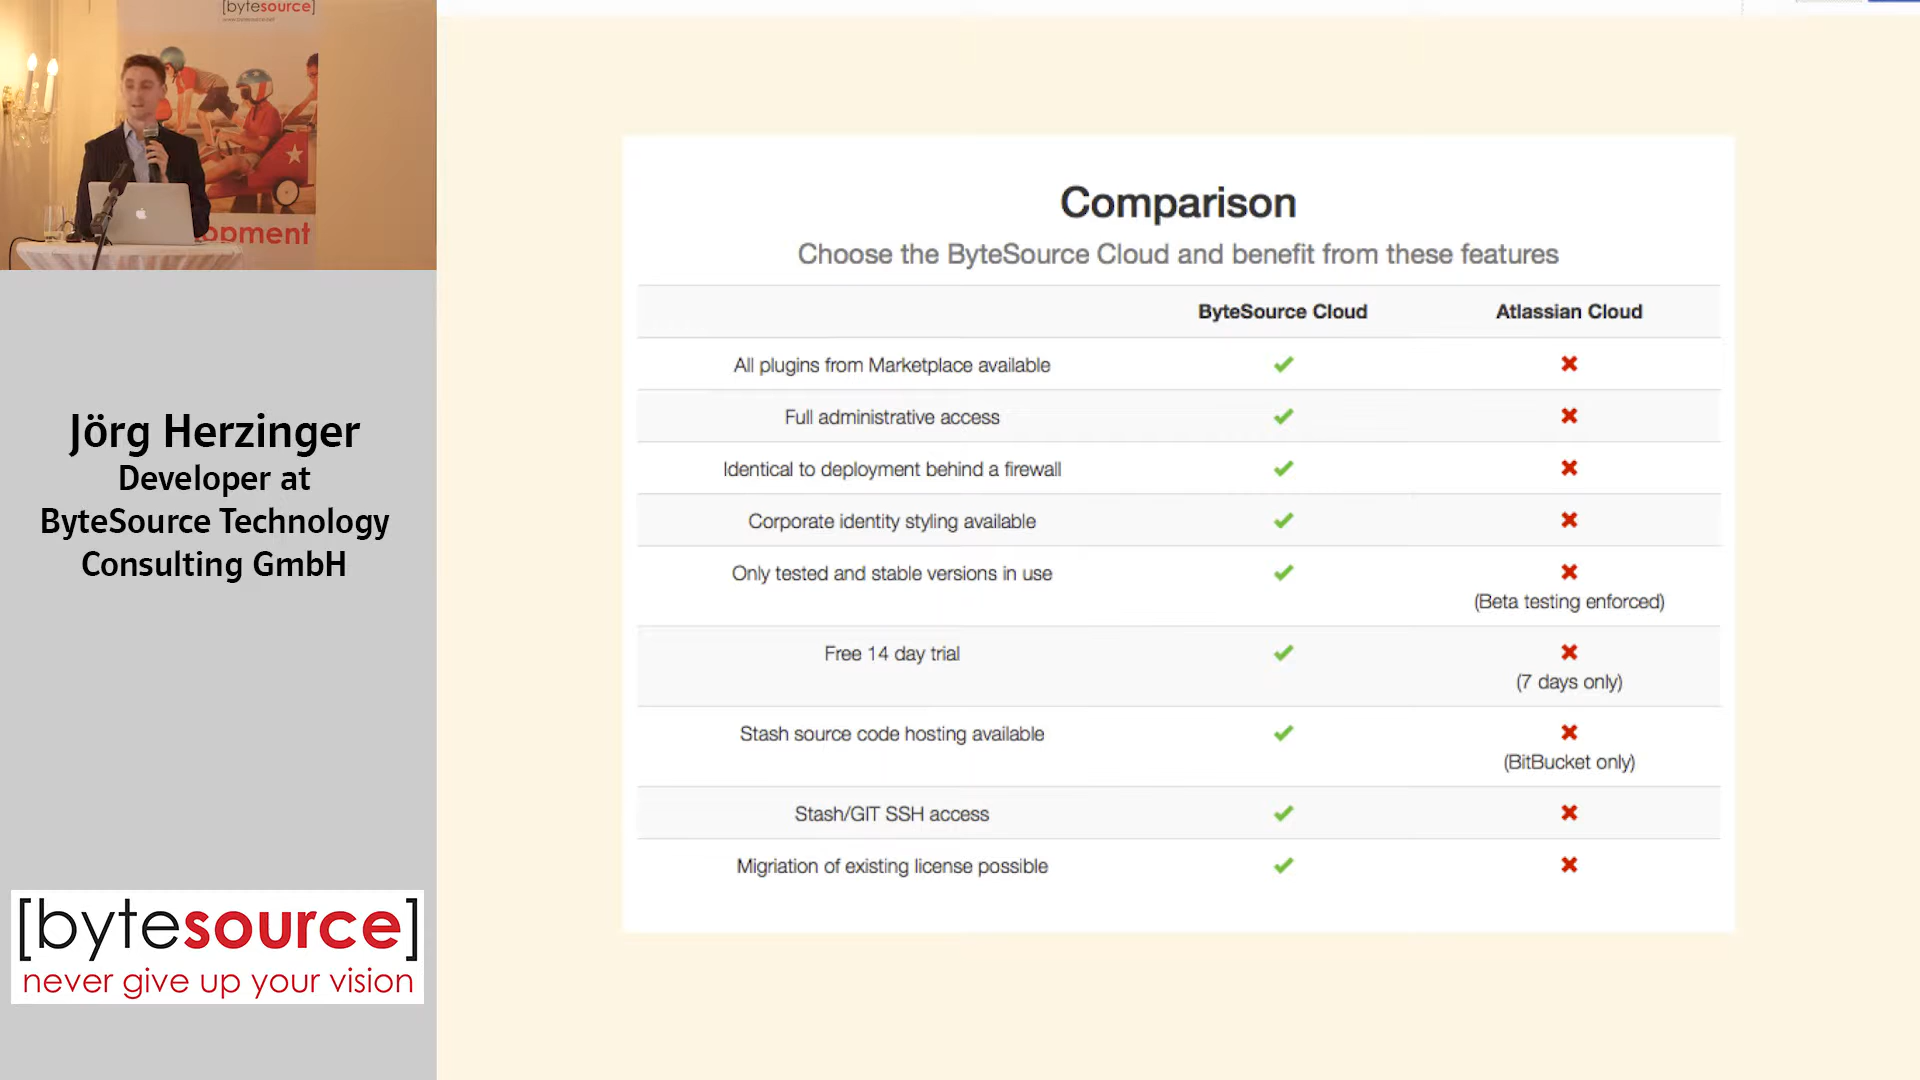 [bytesource]
www.bytesource.net
opment
Jörg Herzinger
Developer at
ByteSource Technology
Consulting GmbH
[bytesource]
never give up your vision
Comparison
Choose the ByteSource Cloud and benefit from these features
ByteSource Cloud Atlassian Cloud
All plugins from Marketplace available ✔ ✖
Full administrative access ✔ ✖
Identical to deployment behind a firewall ✔ ✖
Corporate identity styling available ✔ ✖
Only tested and stable versions in use ✔ ✖
(Beta testing enforced)
Free 14 day trial ✔ ✖
(7 days only)
Stash source code hosting available ✔ ✖
(BitBucket only)
Stash/GIT SSH access ✔ ✖
Migriation of existing license possible ✔ ✖